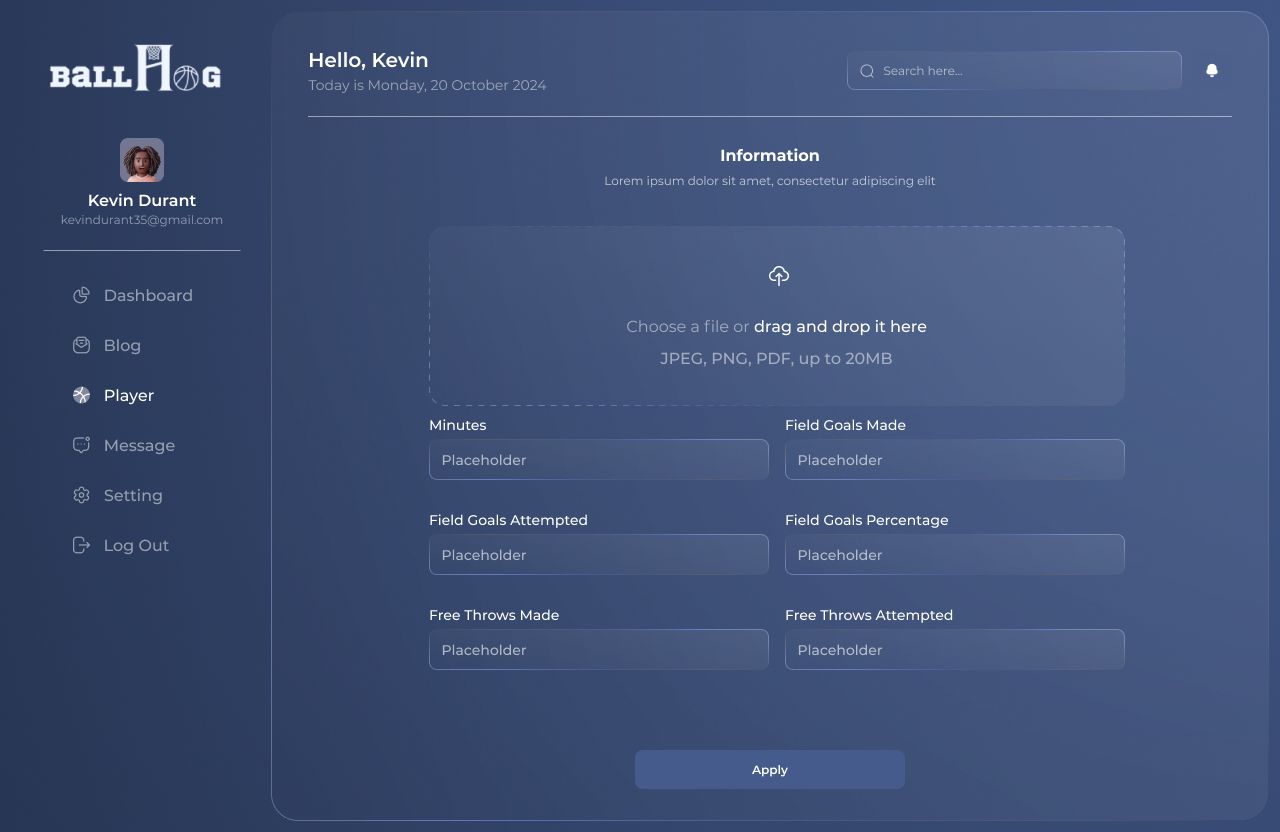 BALL HOG
Kevin Durant
kevindurant35@gmail.com
Dashboard
Blog
Player
Message
Setting
Log Out
Hello, Kevin
Today is Monday, 20 October 2024
Search here...
Information
Lorem ipsum dolor sit amet, consectetur adipiscing elit
Choose a file or drag and drop it here
JPEG, PNG, PDF, up to 20MB
Minutes
Placeholder
Field Goals Made
Placeholder
Field Goals Attempted
Placeholder
Field Goals Percentage
Placeholder
Free Throws Made
Placeholder
Free Throws Attempted
Placeholder
Apply